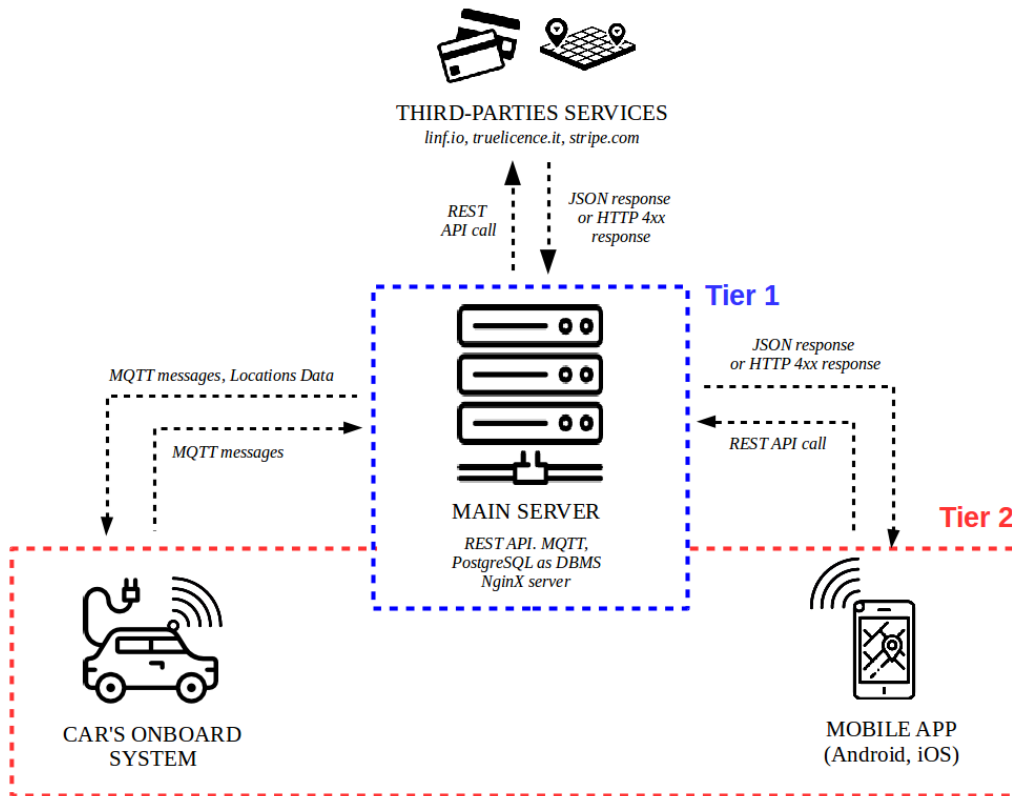 THIRD-PARTIES SERVICES
linf.io, truelicence.it, stripe.com
REST
API call
JSON response
or HTTP 4xx
response
Tier 1
JSON response
or HTTP 4xx response
MQTT messages, Locations Data
REST API call
MQTT messages
MAIN SERVER
REST API. MQTT,
PostgreSQL as DBMS
NginX server
Tier 2
CAR'S ONBOARD
SYSTEM
MOBILE APP
(Android, iOS)